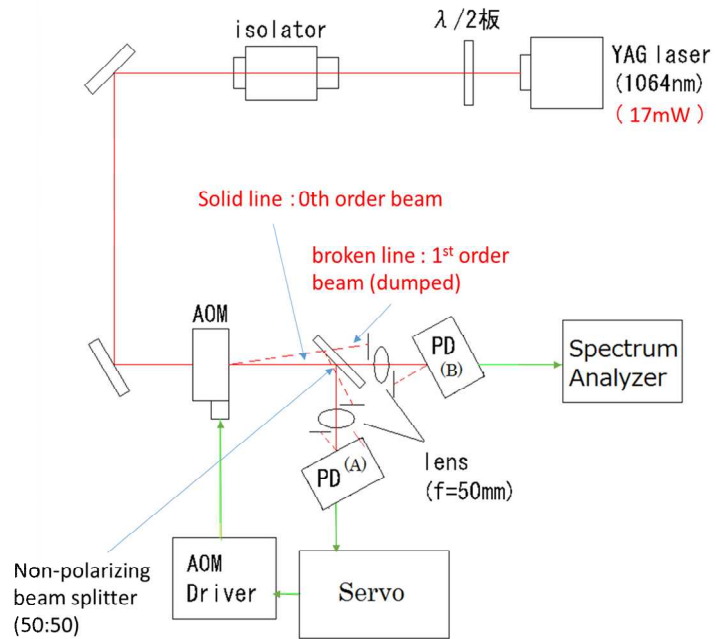 isolator
λ/2板
YAG laser
(1064nm)
( 17mW )
Solid line : 0th order beam
broken line : 1st order
beam (dumped)
AOM
PD
(B)
Spectrum
Analyzer
PD
(A)
lens
(f=50mm)
Non-polarizing
beam splitter
(50:50)
AOM
Driver
Servo